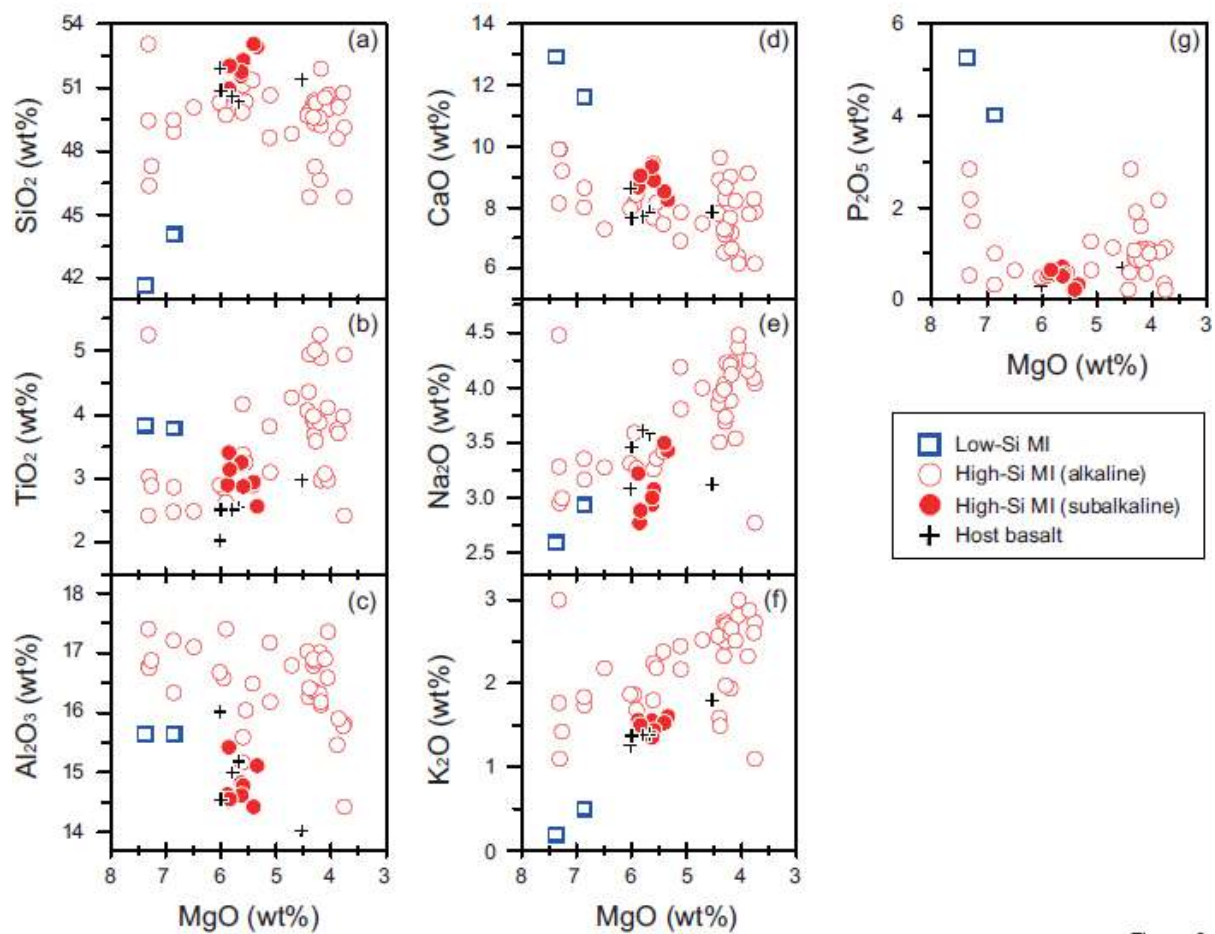 54
51
48
45
42
SiO2 (wt%)
(a)
5
4
3
2
TiO2 (wt%)
(b)
18
17
16
15
14
Al2O3 (wt%)
(c)
8 7 6 5 4 3
MgO (wt%)
14
12
10
8
6
CaO (wt%)
(d)
4.5
4.0
3.5
3.0
2.5
Na2O (wt%)
(e)
3
2
1
0
K2O (wt%)
(f)
8 7 6 5 4 3
MgO (wt%)
6
4
2
0
P2O5 (wt%)
(g)
8 7 6 5 4 3
MgO (wt%)
Low-Si MI
High-Si MI (alkaline)
High-Si MI (subalkaline)
Host basalt